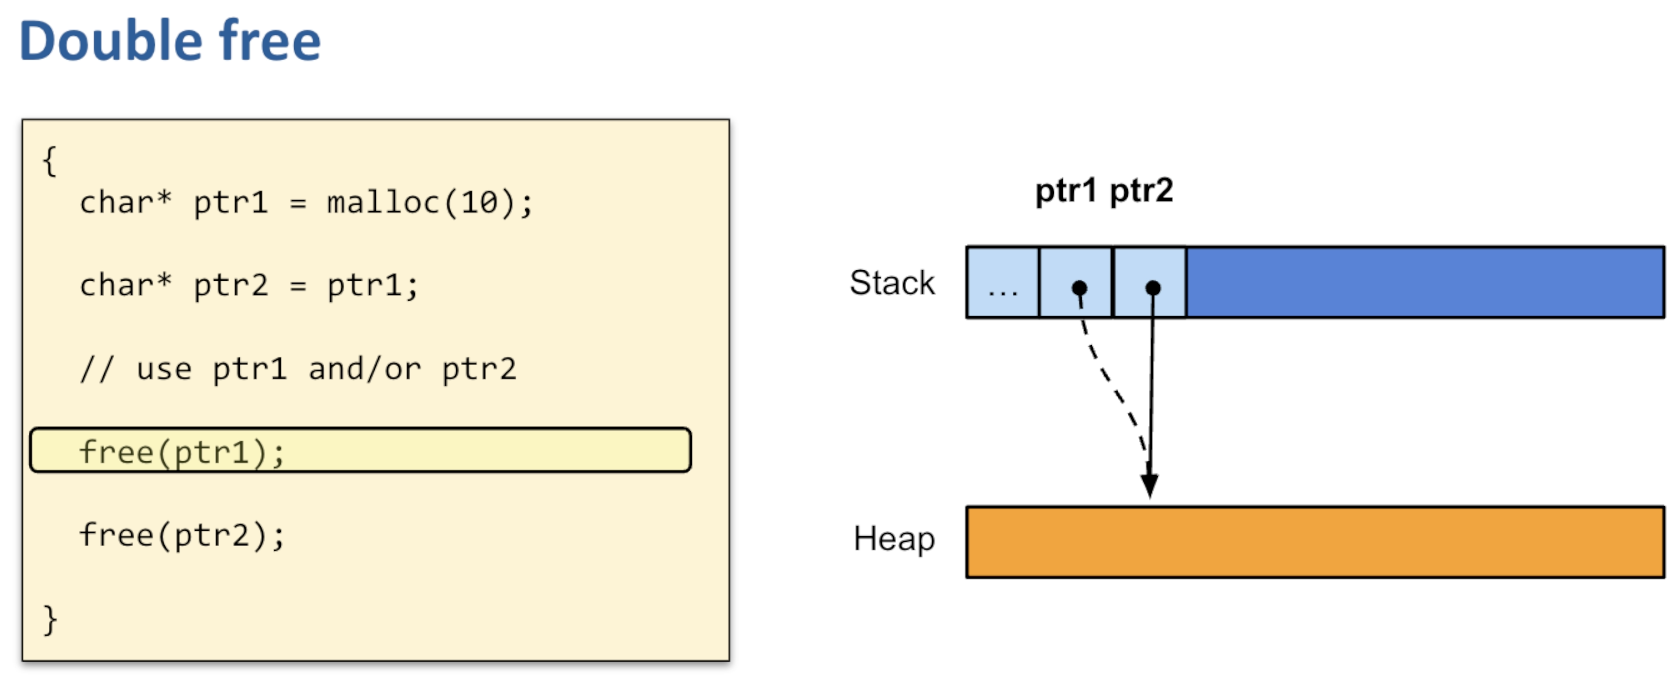 Double free
{
char* ptr1 = malloc(10);
char* ptr2 = ptr1;
// use ptr1 and/or ptr2
free(ptr1);
free(ptr2);
}
ptr1 ptr2
Stack
...
Heap